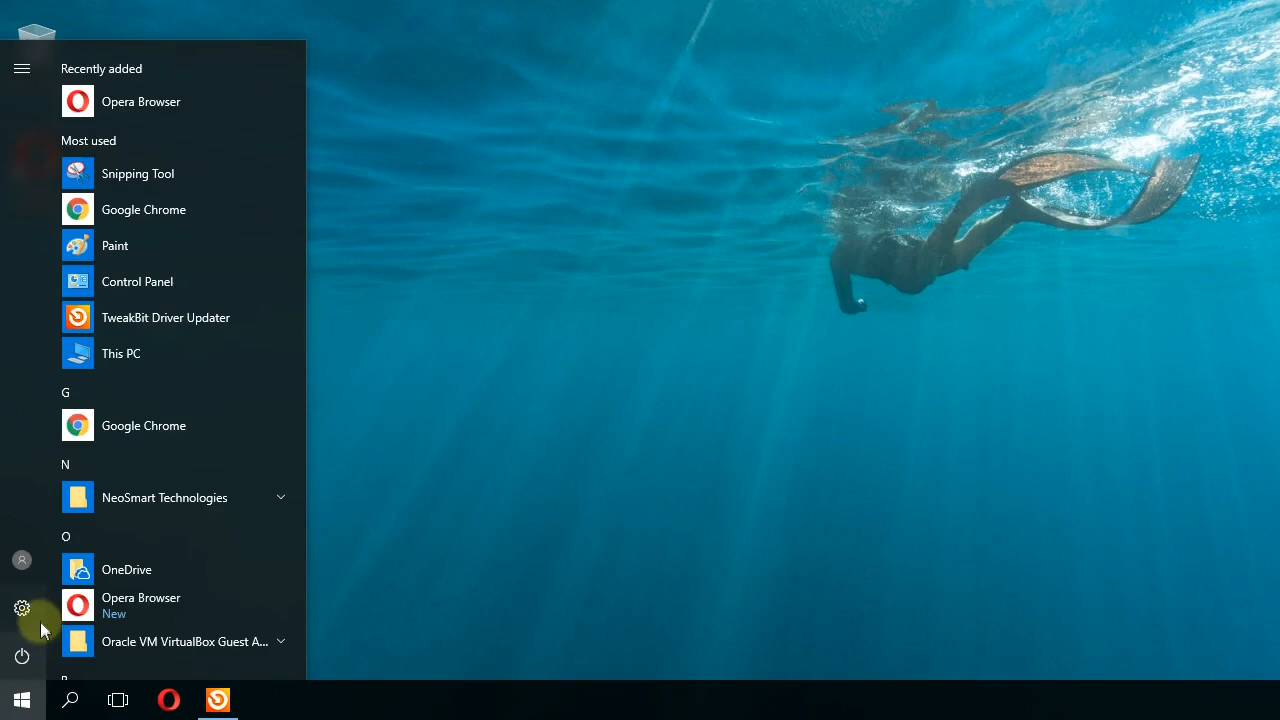 Recently added
Opera Browser
Most used
Snipping Tool
Google Chrome
Paint
Control Panel
TweakBit Driver Updater
This PC
G
Google Chrome
N
NeoSmart Technologies
O
OneDrive
Opera Browser
New
Oracle VM VirtualBox Guest A...